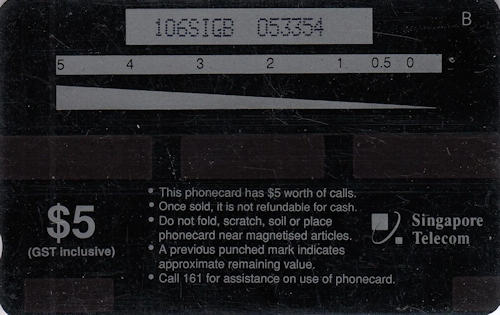 106SIGB 053354
B
5 4 3 2 1 0.5 0
$5
(GST inclusive)
• This phonecard has $5 worth of calls.
• Once sold, it is not refundable for cash.
• Do not fold, scratch, soil or place
phonecard near magnetised articles.
• A previous punched mark indicates
approximate remaining value.
• Call 161 for assistance on use of phonecard.
Singapore
Telecom